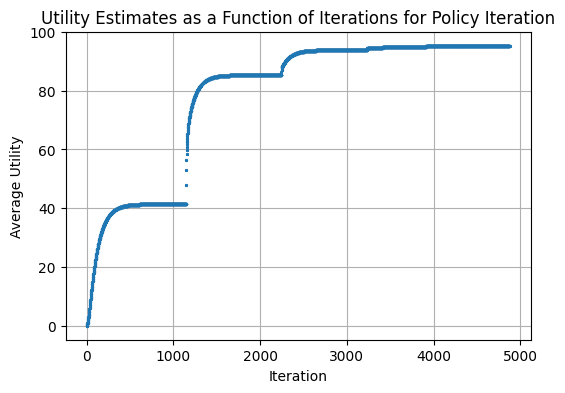 Utility Estimates as a Function of Iterations for Policy Iteration
100
80
60
40
20
0
Average Utility
0 1000 2000 3000 4000 5000
Iteration